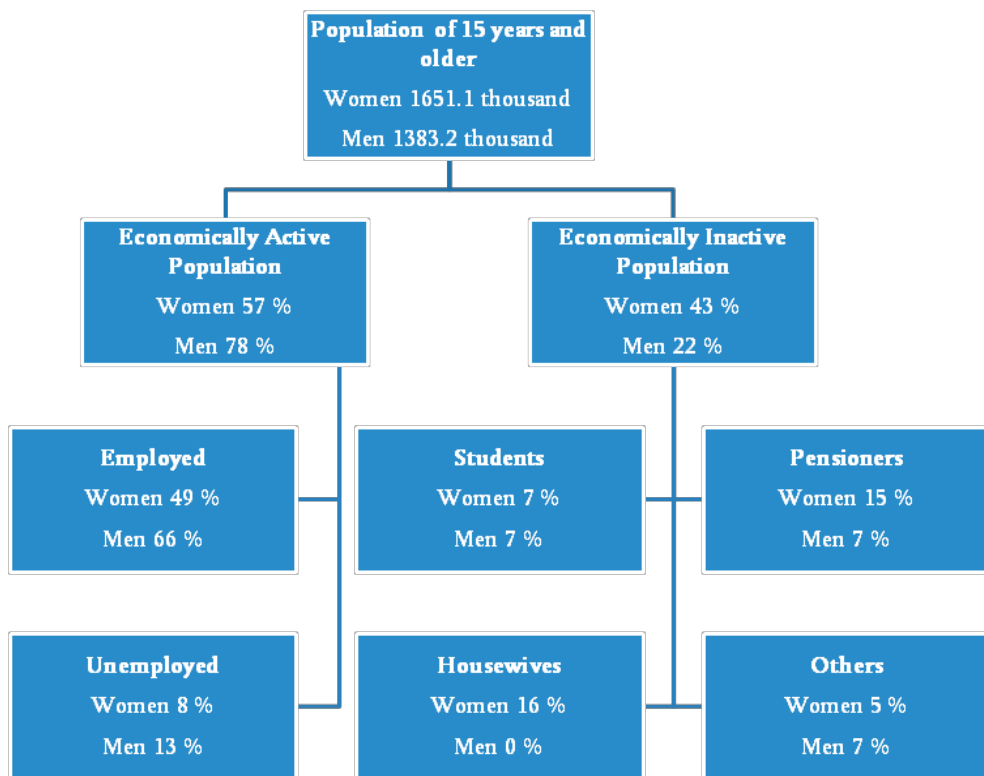 Population of 15 years and
older
Women 1651.1 thousand
Men 1383.2 thousand
Economically Active
Population
Women 57 %
Men 78 %
Economically Inactive
Population
Women 43 %
Men 22 %
Employed
Women 49 %
Men 66 %
Students
Women 7 %
Men 7 %
Pensioners
Women 15 %
Men 7 %
Unemployed
Women 8 %
Men 13 %
Housewives
Women 16 %
Men 0 %
Others
Women 5 %
Men 7 %